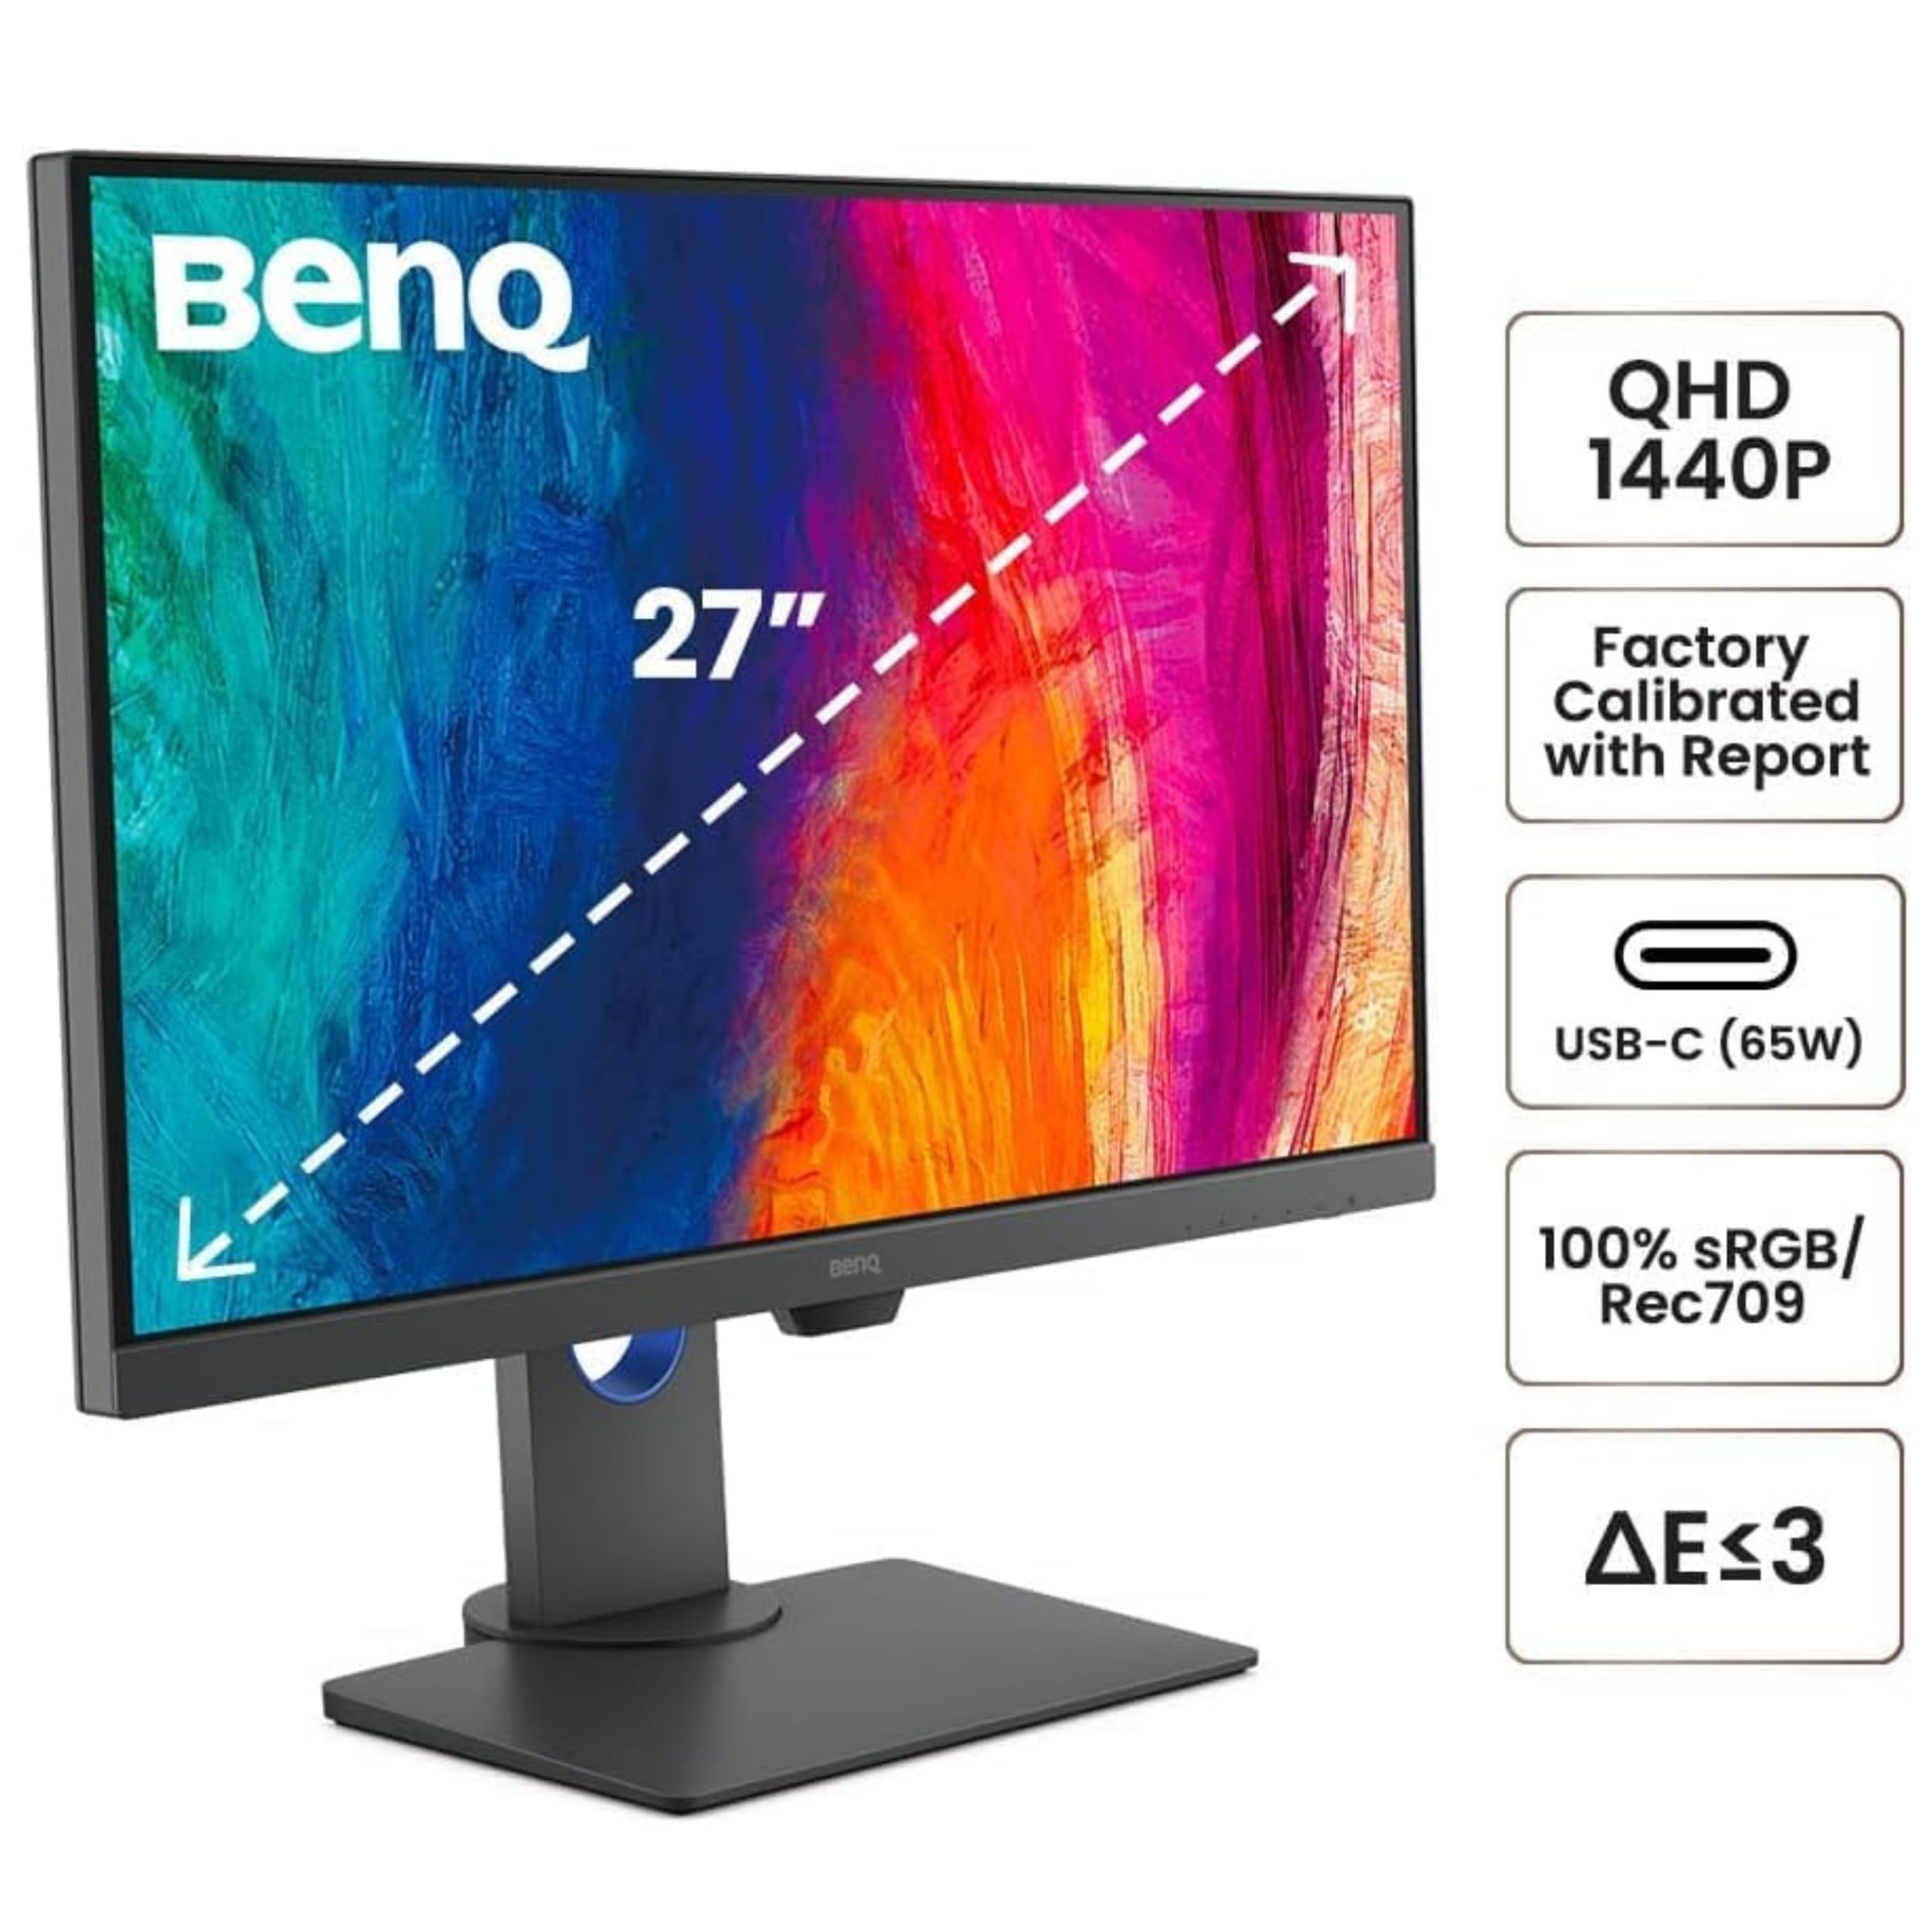 BenQ
27"
BenQ
QHD
1440P
Factory
Calibrated
with Report
USB-C (65W)
100% sRGB/
Rec709
ΔE≤3